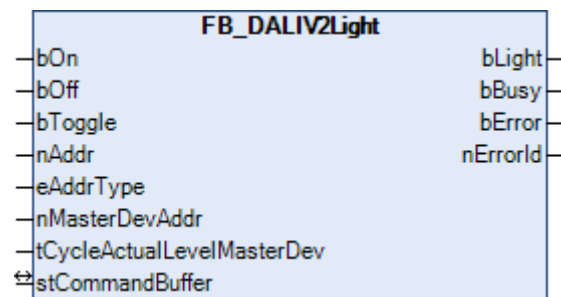 FB_DALIV2Light
bOn bLight
bOff bBusy
bToggle bError
nAddr nErrorId
eAddrType
nMasterDevAddr
tCycleActualLevelMasterDev
stCommandBuffer